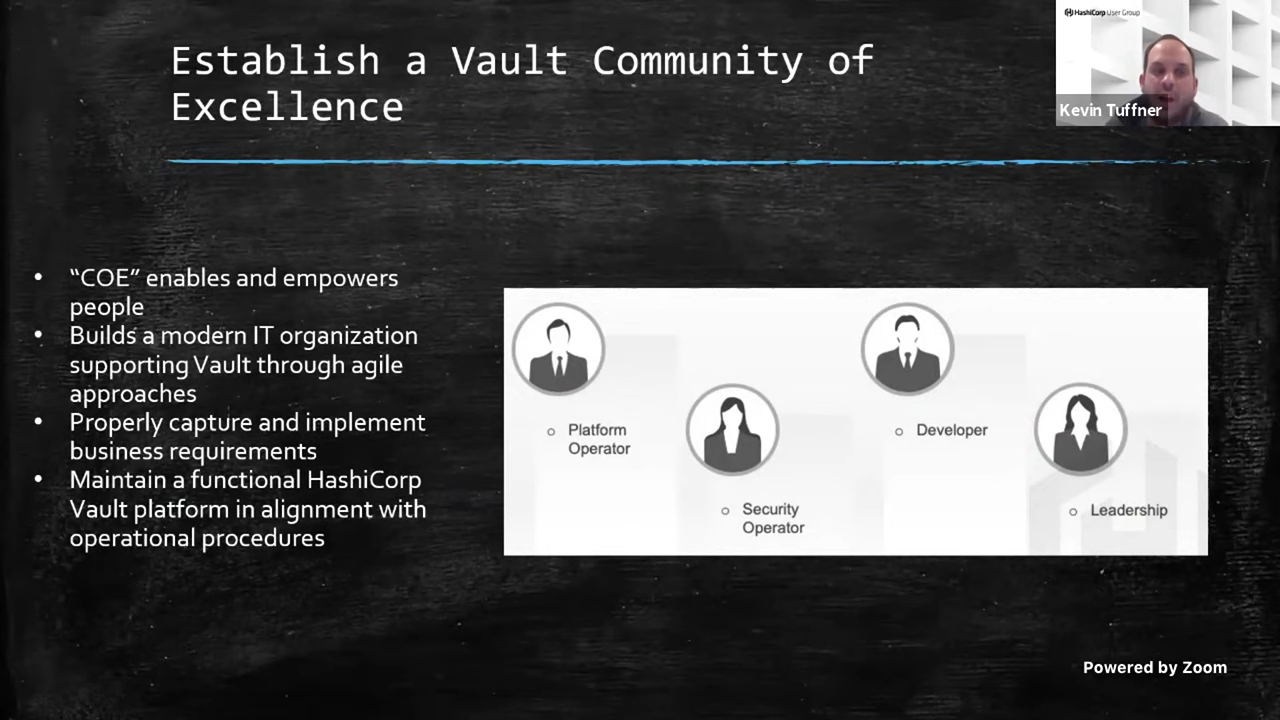 Establish a Vault Community of
Excellence
HashiCorp User Group
Kevin Tuffner
• “COE” enables and empowers
people
• Builds a modern IT organization
supporting Vault through agile
approaches
• Properly capture and implement
business requirements
• Maintain a functional HashiCorp
Vault platform in alignment with
operational procedures
Platform
Operator
Security
Operator
Developer
Leadership
Powered by Zoom